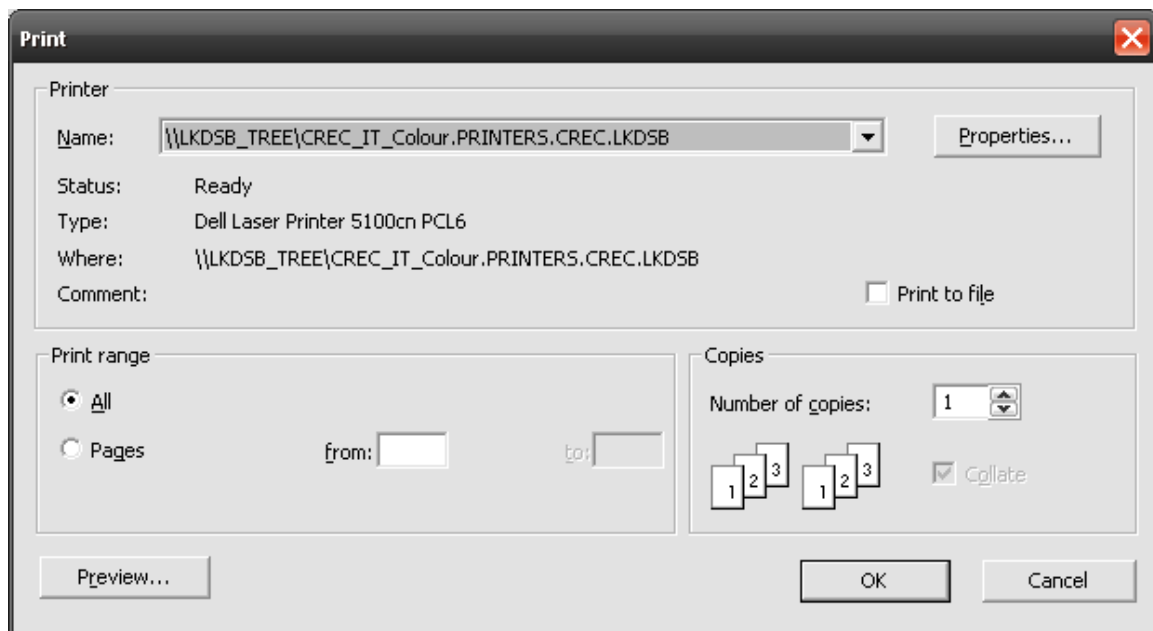 Print
Printer
Name: \\LKDSB_TREE\CREC_IT_Colour.PRINTERS.CREC.LKDSB Properties...
Status: Ready
Type: Dell Laser Printer 5100cn PCL6
Where: \\LKDSB_TREE\CREC_IT_Colour.PRINTERS.CREC.LKDSB
Comment: Print to file
Print range
All
Pages from: to:
Copies
Number of copies: 1
1 2 3 1 2 3 Collate
Preview... OK Cancel